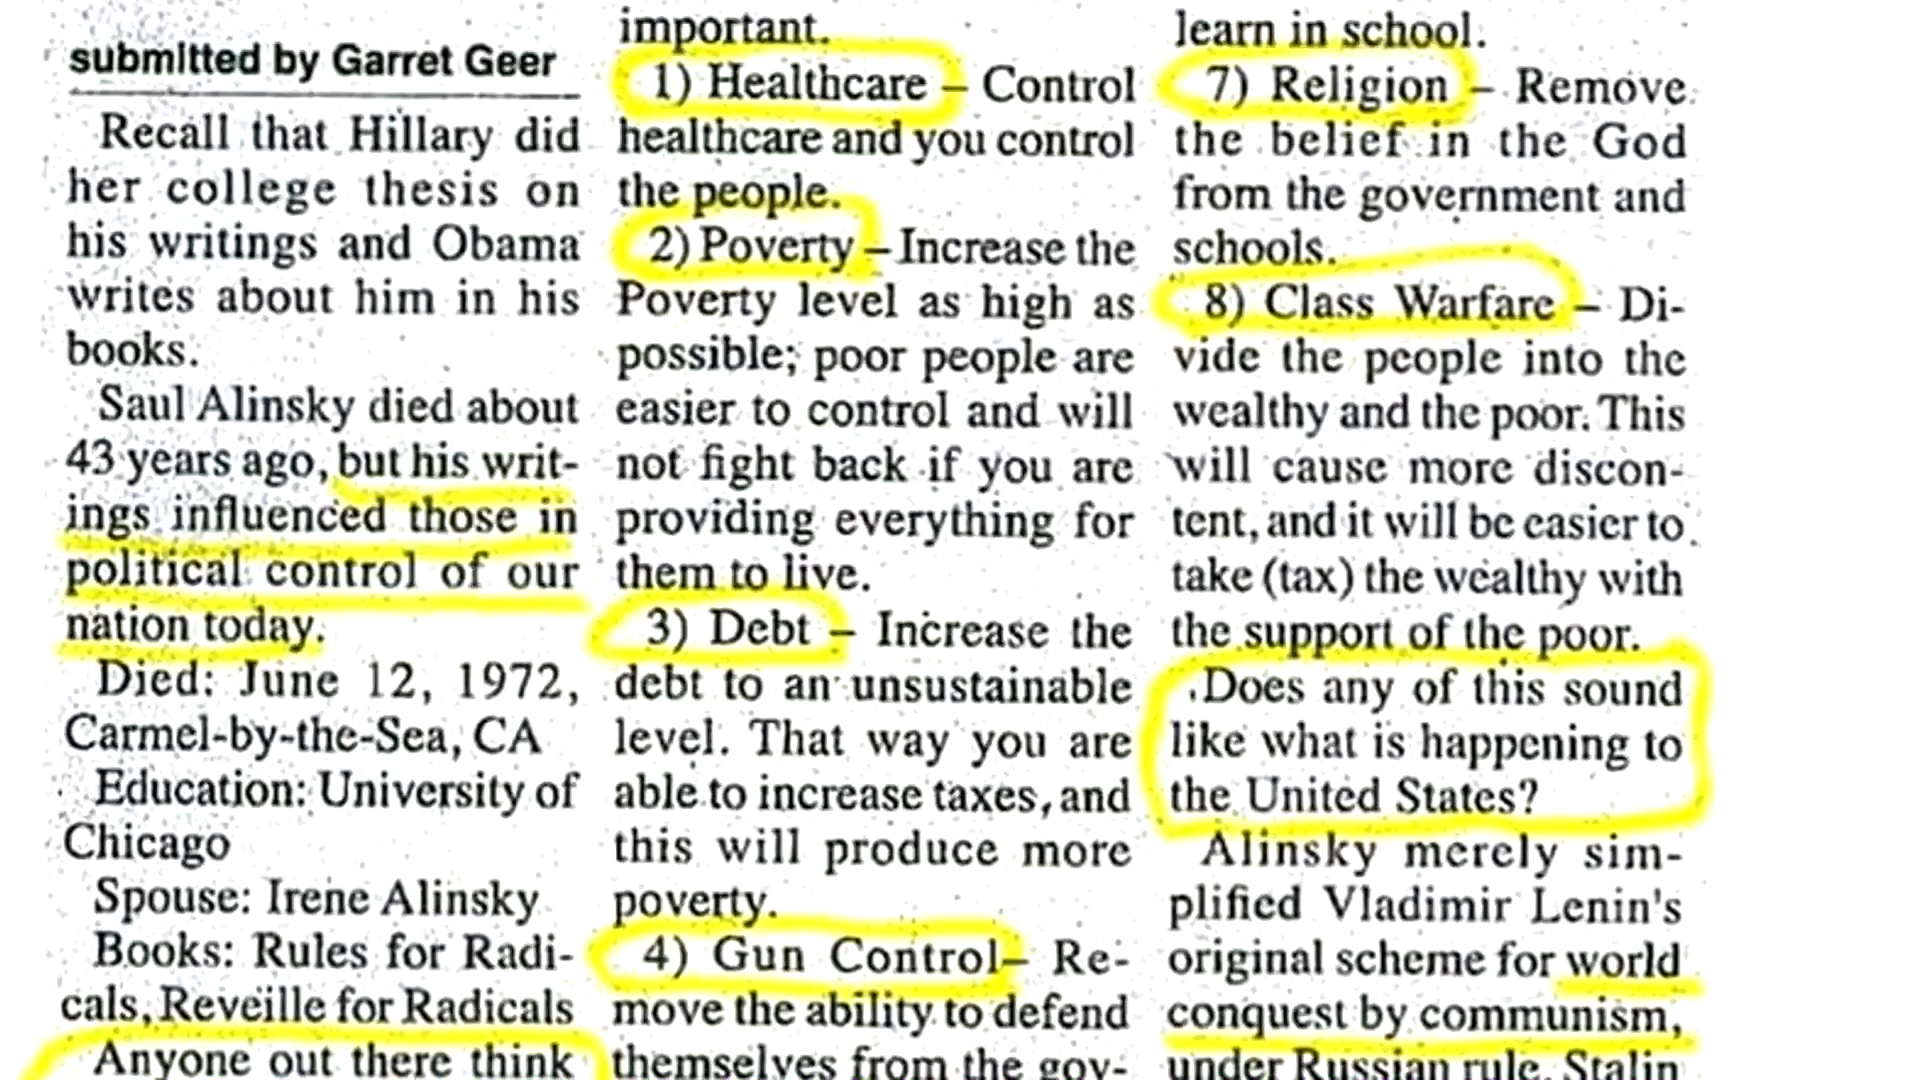 submitted by Garret Geer
Recall that Hillary did
her college thesis on
his writings and Obama
writes about him in his
books.
Saul Alinsky died about
43 years ago, but his writ-
ings influenced those in
political control of our
nation today.
Died: June 12, 1972,
Carmel-by-the-Sea, CA
Education: University of
Chicago
Spouse: Irene Alinsky
Books: Rules for Radi-
cals, Reveille for Radicals
Anyone out there think
important.
1) Healthcare – Control
healthcare and you control
the people.
2) Poverty – Increase the
Poverty level as high as
possible; poor people are
easier to control and will
not fight back if you are
providing everything for
them to live.
3) Debt – Increase the
debt to an unsustainable
level. That way you are
able to increase taxes, and
this will produce more
poverty.
4) Gun Control– Re-
move the ability to defend
themselves from the gov-
learn in school.
7) Religion – Remove
the belief in the God
from the government and
schools.
8) Class Warfare – Di-
vide the people into the
wealthy and the poor. This
will cause more discon-
tent, and it will be easier to
take (tax) the wealthy with
the support of the poor.
Does any of this sound
like what is happening to
the United States?
Alinsky merely sim-
plified Vladimir Lenin's
original scheme for world
conquest by communism,
under Russian rule. Stalin